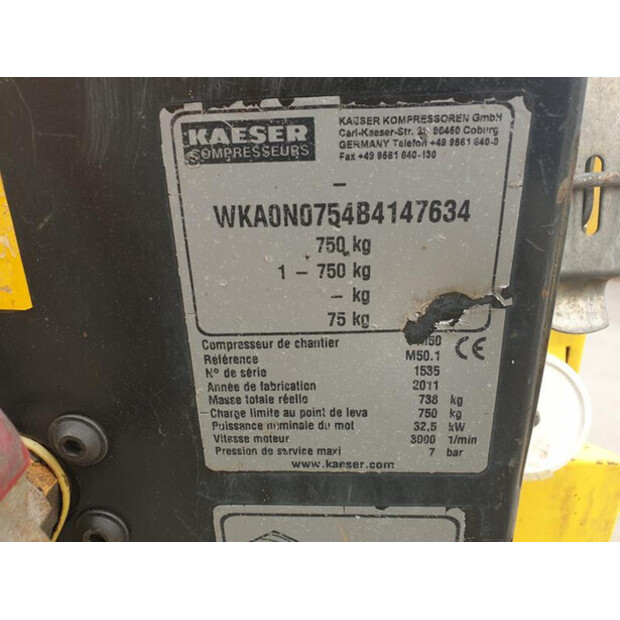 KAESER
COMPRESSEURS
KAESER KOMPRESSOREN GmbH
Carl-Kaeser-Str. 96450 Coburg
GERMANY Telefon +49 9561 640-0
Fax +49 9561 640-130
–
WKA0N0754B4147634
750 kg
1 – 750 kg
– kg
75 kg
Compresseur de chantier
CE
Référence M50.1
N° de série 1535
Année de fabrication 2011
Masse totale réelle 738 kg
Charge limite au point de leva 750 kg
Puissance nominale du mot 32,5 kW
Vitesse moteur 3000 1/min
Pression de service maxi 7 bar
www.kaeser.com